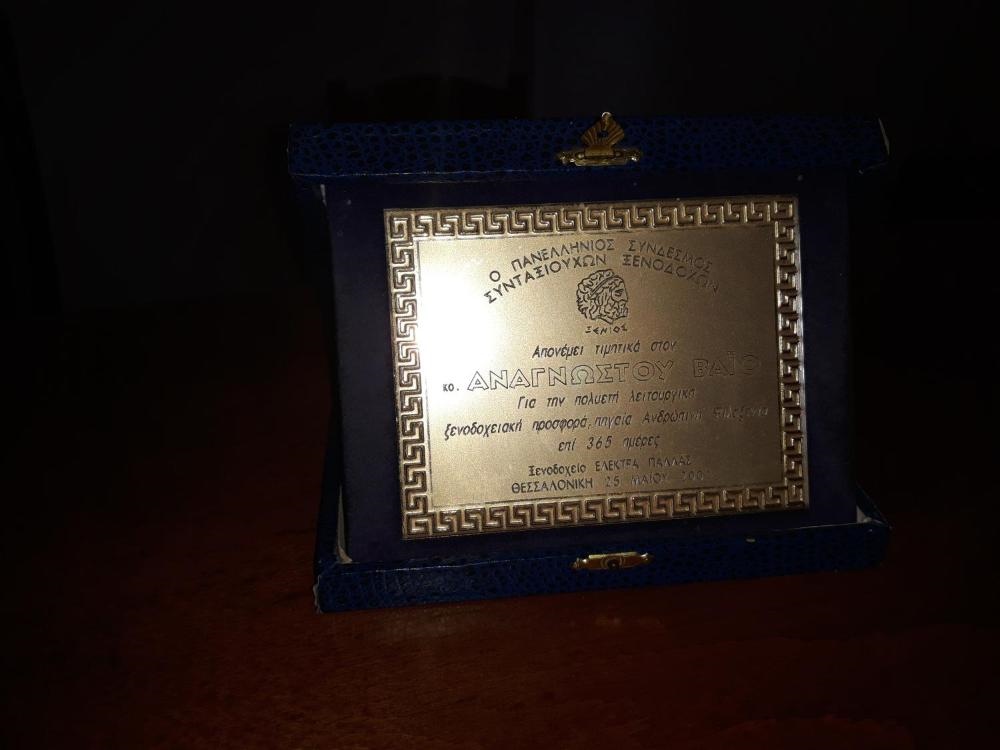 Ο ΠΑΝΕΛΛΗΝΙΟΣ ΣΥΝΔΕΣΜΟΣ
ΣΥΝΤΑΞΙΟΥΧΩΝ ΞΕΝΟΔΟΧΩΝ
ΞΕΝΙΟΣ
Απονέμει τιμητικά στον
κο. ΑΝΑΓΝΩΣΤΟΥ ΒΑΪΟ
Για την πολυετή λειτουργική
ξενοδοχειακή προσφορά, πηγαία Ανθρώπινη Φιλοξενία
επί 365 ημέρες
Ξενοδοχείο ΕΛΕΚΤΡΑ ΠΑΛΛΑΣ
ΘΕΣΣΑΛΟΝΙΚΗ 25 ΜΑΙΟΥ